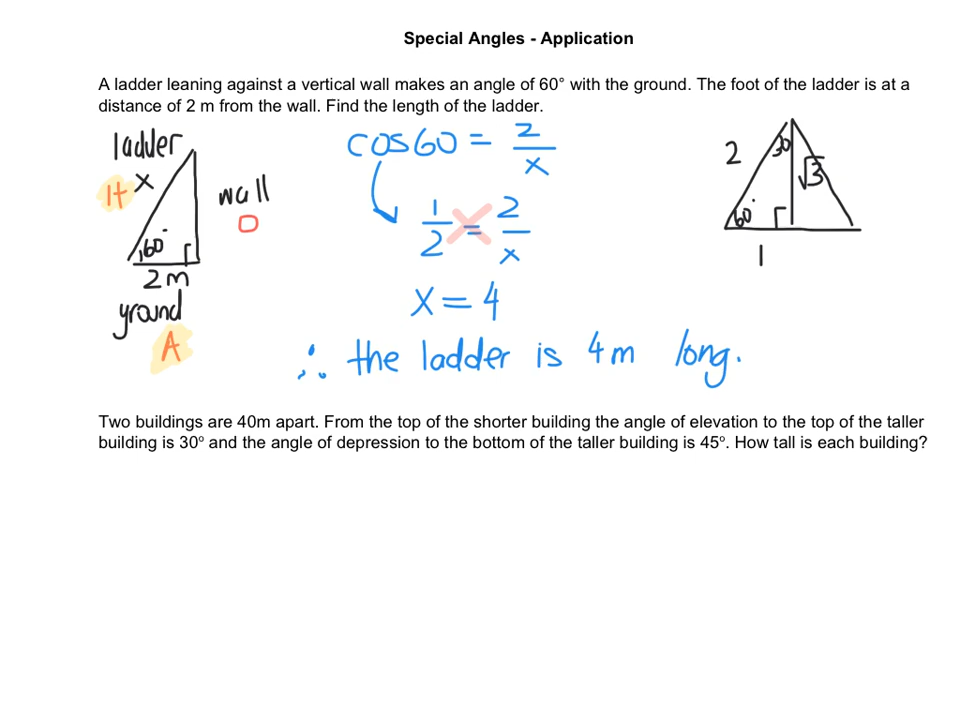 Special Angles - Application
A ladder leaning against a vertical wall makes an angle of 60° with the ground. The foot of the ladder is at a
distance of 2 m from the wall. Find the length of the ladder.
ladder
H x
wall
O
60°
2m
ground
A
cos60 = 2/x
1/2 = 2/x
x = 4
∴ the ladder is 4m long.
2
30
√3
60°
1
Two buildings are 40m apart. From the top of the shorter building the angle of elevation to the top of the taller
building is 30° and the angle of depression to the bottom of the taller building is 45°. How tall is each building?